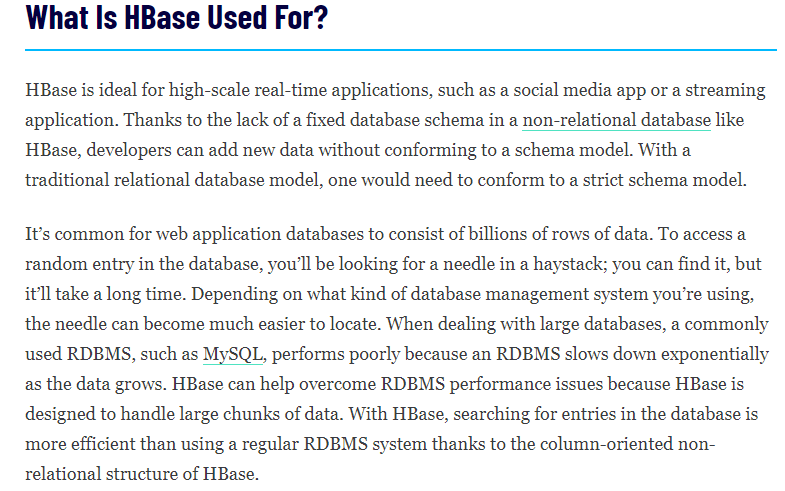 What Is HBase Used For?
HBase is ideal for high-scale real-time applications, such as a social media app or a streaming
application. Thanks to the lack of a fixed database schema in a non-relational database like
HBase, developers can add new data without conforming to a schema model. With a
traditional relational database model, one would need to conform to a strict schema model.
It’s common for web application databases to consist of billions of rows of data. To access a
random entry in the database, you’ll be looking for a needle in a haystack; you can find it, but
it’ll take a long time. Depending on what kind of database management system you’re using,
the needle can become much easier to locate. When dealing with large databases, a commonly
used RDBMS, such as MySQL, performs poorly because an RDBMS slows down exponentially
as the data grows. HBase can help overcome RDBMS performance issues because HBase is
designed to handle large chunks of data. With HBase, searching for entries in the database is
more efficient than using a regular RDBMS system thanks to the column-oriented non-
relational structure of HBase.